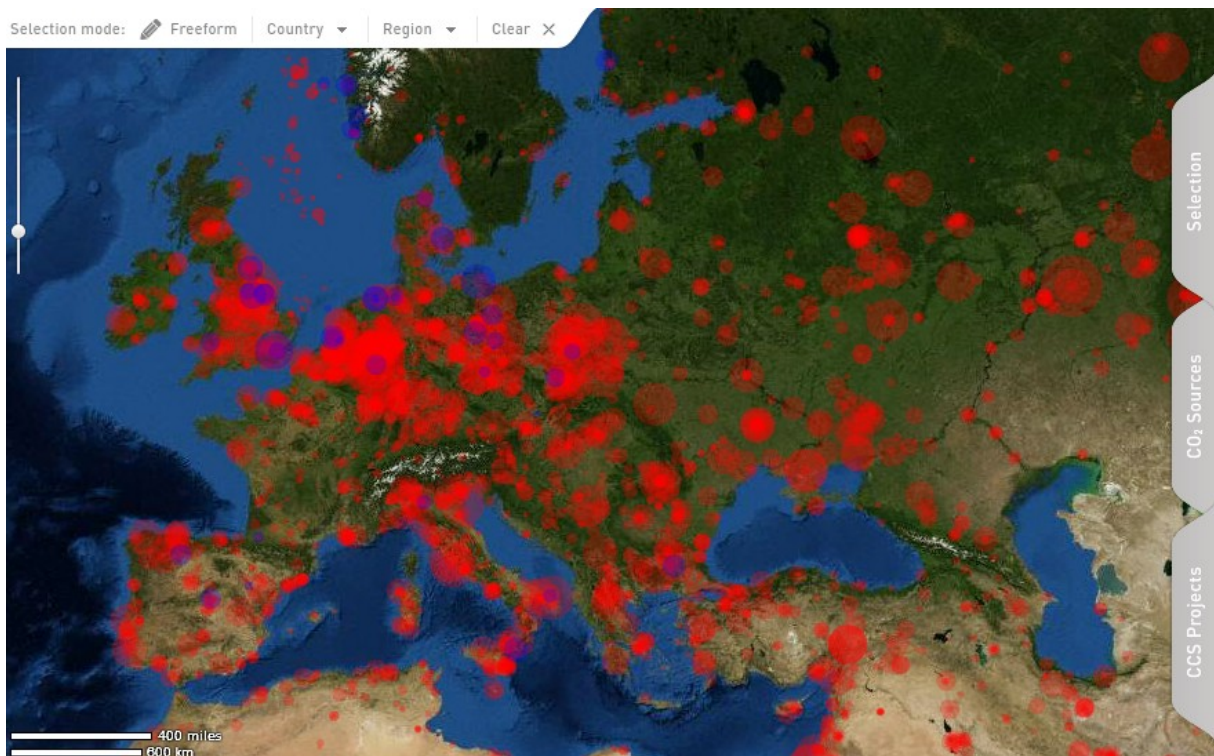 Selection mode: Freeform Country Region Clear
Selection
CO₂ Sources
CCS Projects
400 miles
600 km